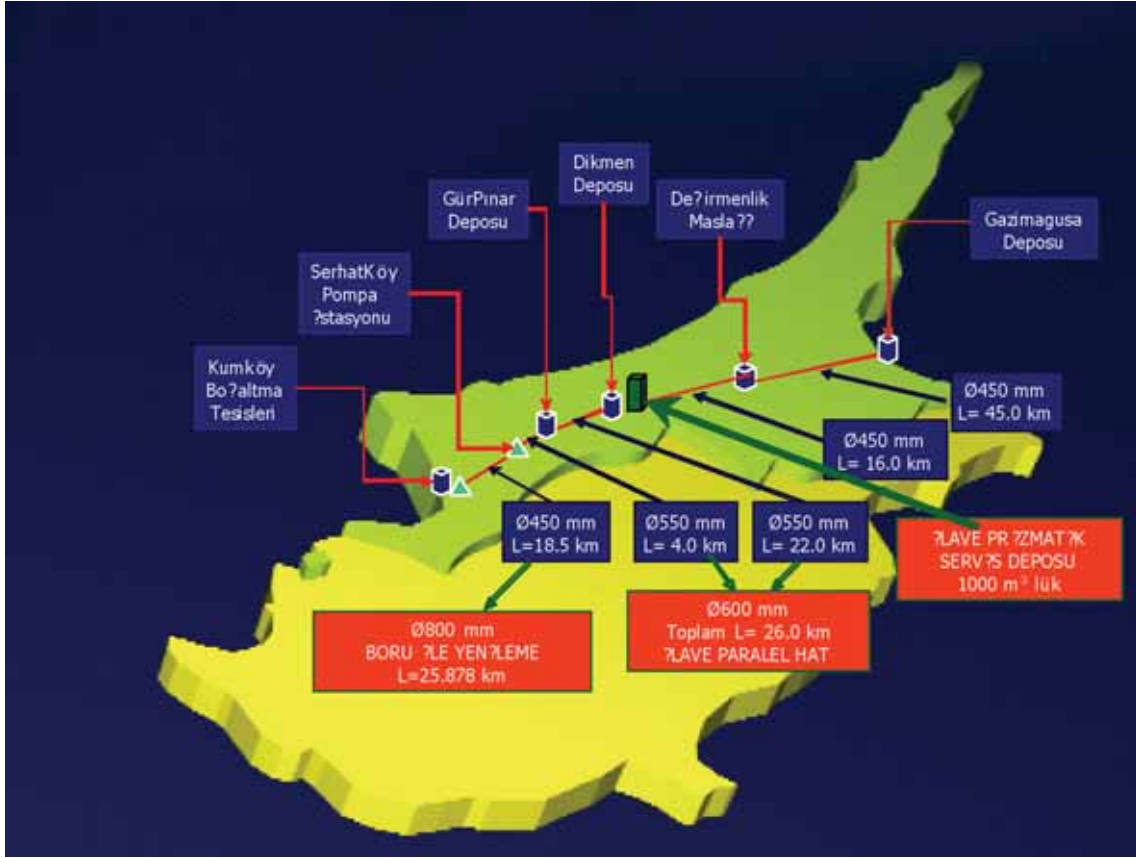 Dikmen
Deposu
GürPınar
Deposu
De?irmenlik
Masla??
Gazimagusa
Deposu
SerhatKöy
Pompa
?stasyonu
Kumköy
Bo?altma
Tesisleri
Ø450 mm
L= 45.0 km
Ø450 mm
L= 16.0 km
Ø450 mm
L=18.5 km
Ø550 mm
L= 4.0 km
Ø550 mm
L= 22.0 km
?LAVE PR?ZMAT?K
SERV?S DEPOSU
1000 m³ lük
Ø800 mm
BORU ?LE YEN?LEME
L=25.878 km
Ø600 mm
Toplam L= 26.0 km
?LAVE PARALEL HAT